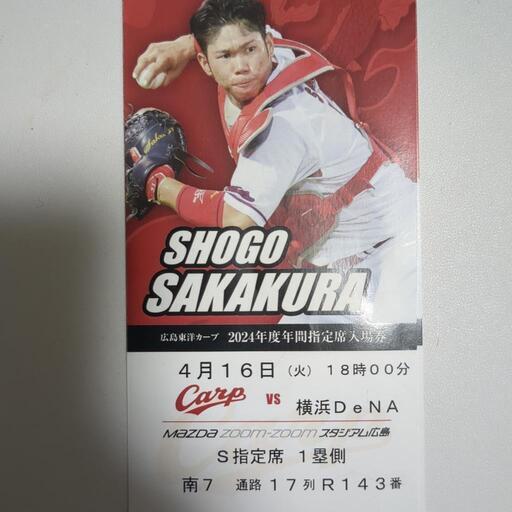 SHOGO
SAKAKURA
広島東洋カープ 2024年度年間指定席入場券
4月16日(火) 18時00分
Carp vs 横浜DeNA
MAZDA ZOOM-ZOOM スタジアム広島
S指定席 1塁側
南7 通路17列R143番